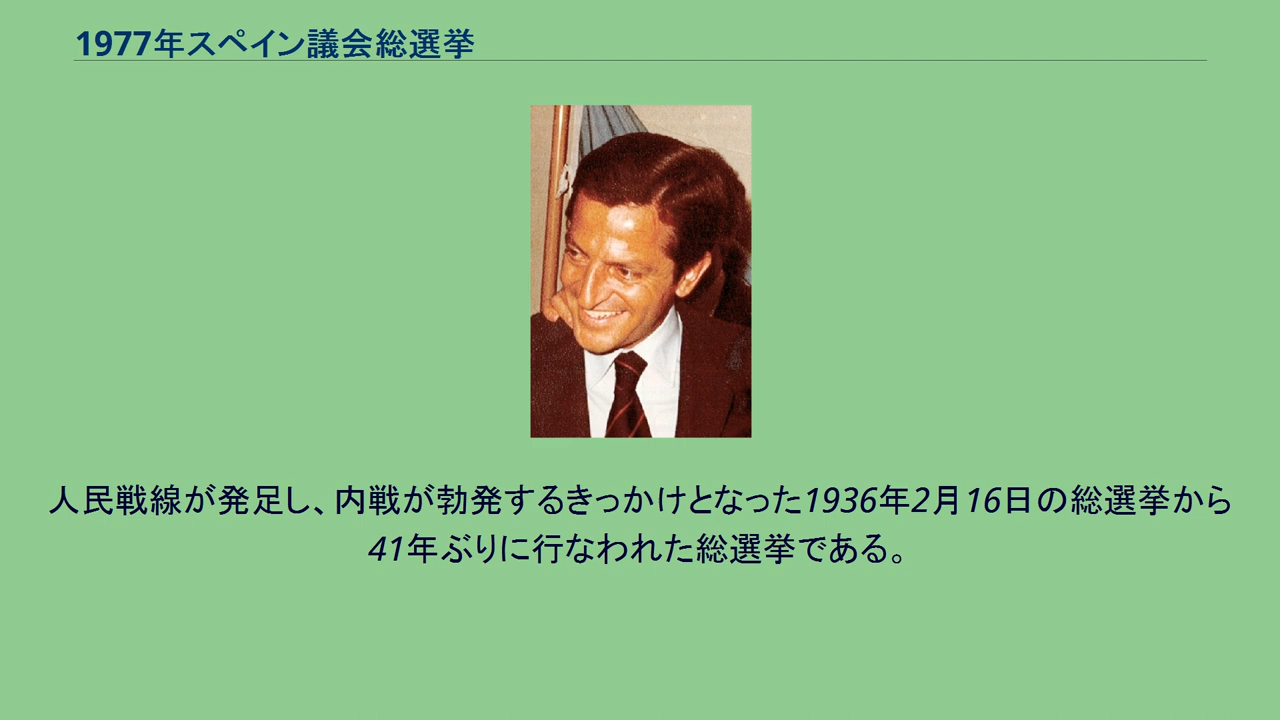 1977年スペイン議会総選挙
人民戦線が発足し、内戦が勃発するきっかけとなった1936年2月16日の総選挙から
41年ぶりに行なわれた総選挙である。